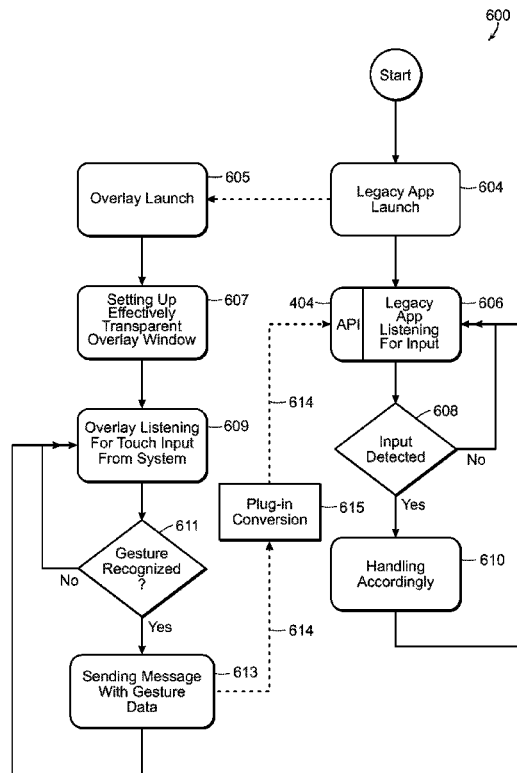 600
Start
605
Overlay Launch
Legacy App
Launch
604
607
Setting Up
Effectively
Transparent
Overlay Window
404
API
Legacy
App
Listening
For Input
606
614
609
Overlay Listening
For Touch Input
From System
608
Input
Detected
No
Yes
Plug-in
Conversion
615
611
Gesture
Recognized
?
No
Yes
Handling
Accordingly
610
614
613
Sending Message
With Gesture
Data